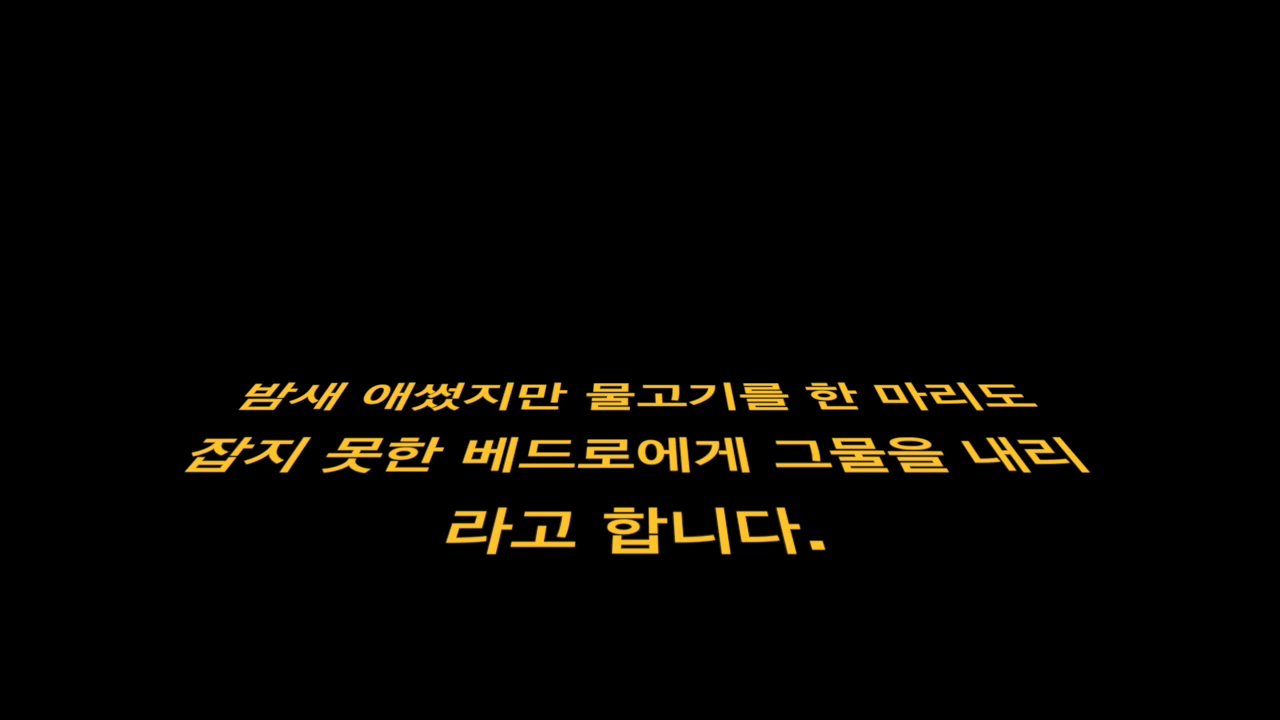 밤새 애썼지만 물고기를 한 마리도
잡지 못한 베드로에게 그물을 내리
라고 합니다.